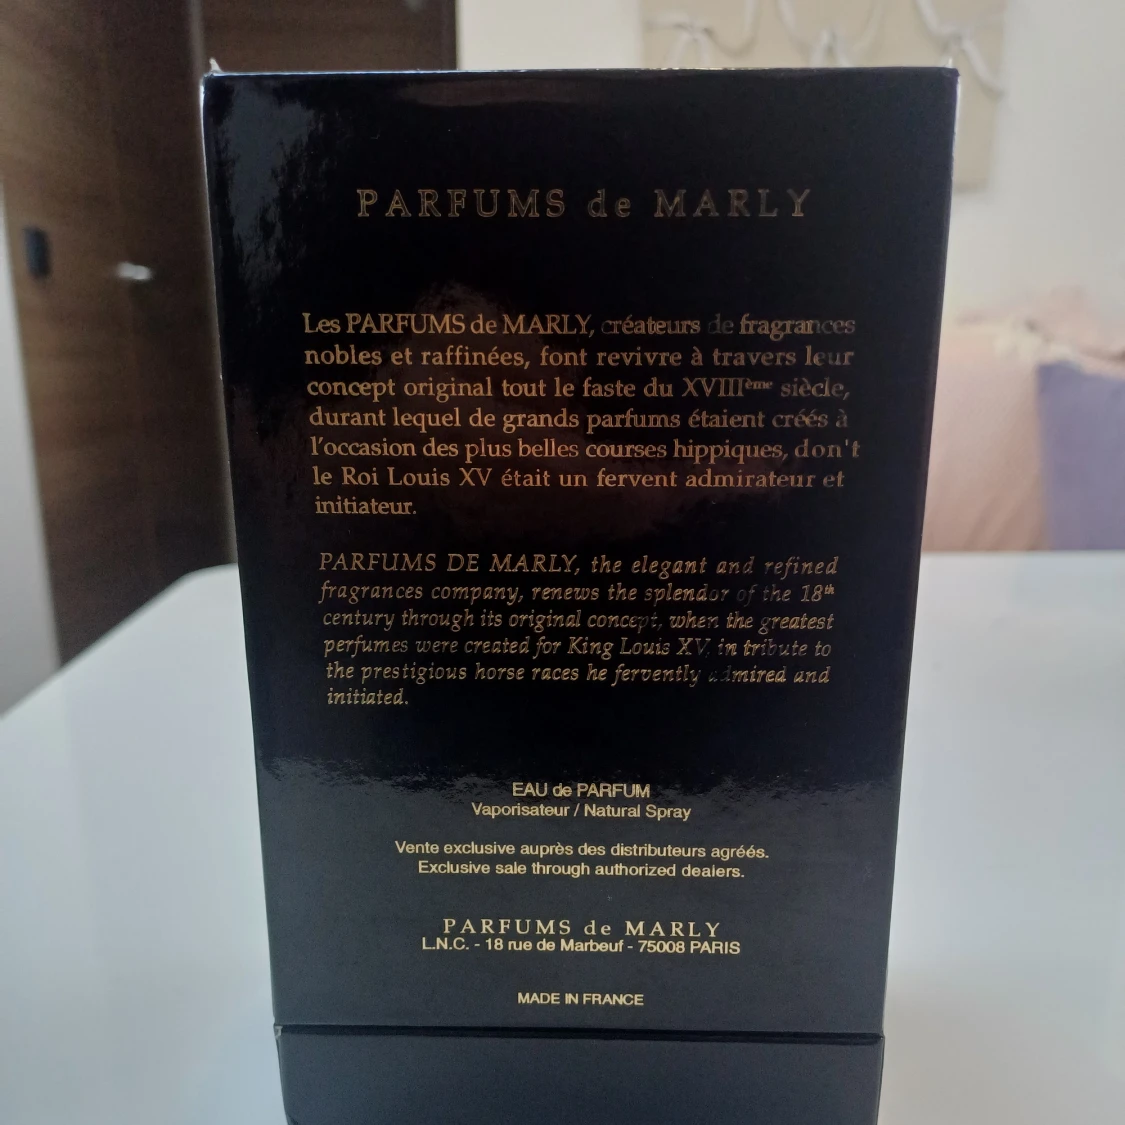 PARFUMS de MARLY
Les PARFUMS de MARLY, créateurs de fragrances
nobles et raffinées, font revivre à travers leur
concept original tout le faste du XVIIIème siècle,
durant lequel de grands parfums étaient créés à
l'occasion des plus belles courses hippiques, don't
le Roi Louis XV était un fervent admirateur et
initiateur.
PARFUMS DE MARLY, the elegant and refined
fragrances company, renews the splendor of the 18th
century through its original concept, when the greatest
perfumes were created for King Louis XV, in tribute to
the prestigious horse races he fervently admired and
initiated.
EAU de PARFUM
Vaporisateur / Natural Spray
Vente exclusive auprès des distributeurs agréés.
Exclusive sale through authorized dealers.
PARFUMS de MARLY
L.N.C. - 18 rue de Marbeuf - 75008 PARIS
MADE IN FRANCE